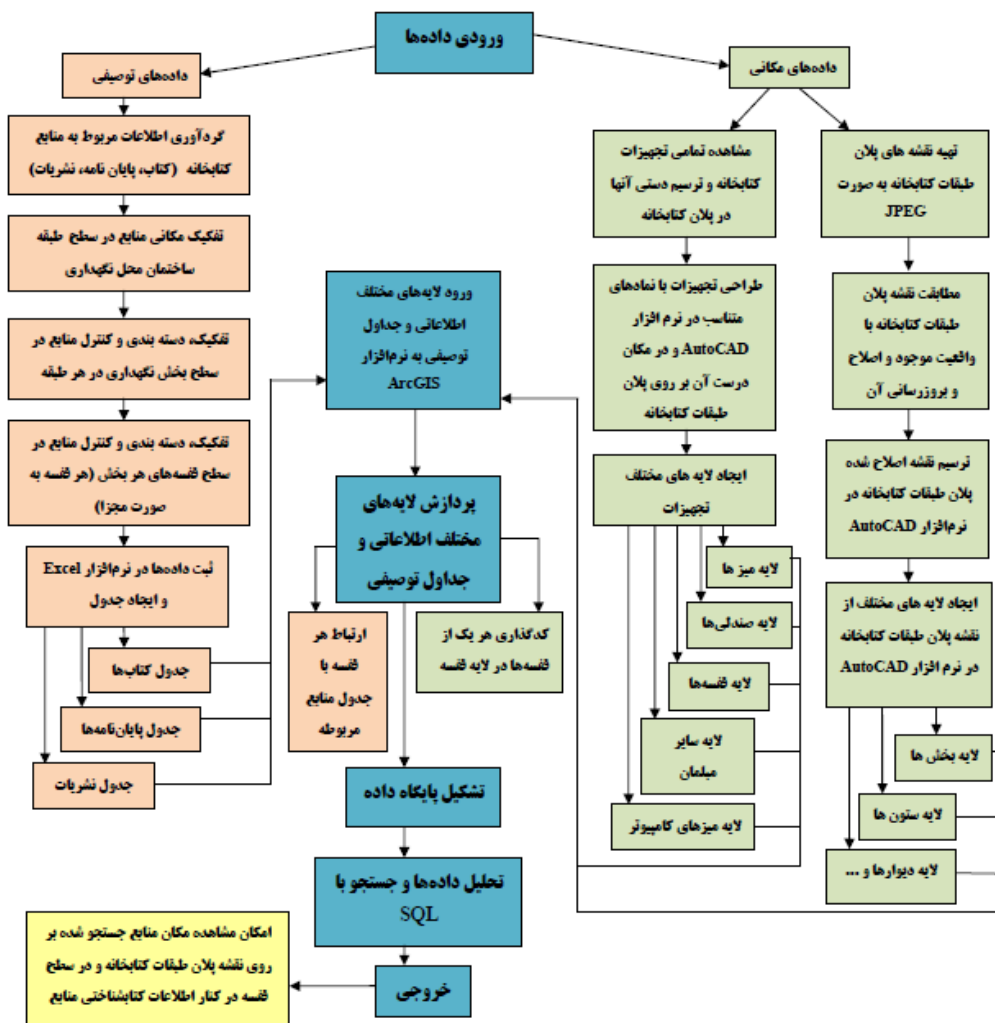 ورودی داده‌ها
داده‌های توصیفی
گردآوری اطلاعات مربوط به منابع
کتابخانه (کتاب، پایان نامه، نشریات)
تفکیک مکانی منابع در سطح طبقه
ساختمان محل نگهداری
تفکیک، دسته بندی و کنترل منابع در
سطح بخش نگهداری در هر طبقه
تفکیک، دسته بندی و کنترل منابع در
سطح قفسه‌های هر بخش (هر قفسه به
صورت مجزا)
ثبت داده‌ها در نرم‌افزار Excel
و ایجاد جدول
جدول کتاب‌ها
جدول پایان‌نامه‌ها
جدول نشریات
داده‌های مکانی
مشاهده تمامی تجهیزات
کتابخانه و ترسیم دستی آنها
در پلان کتابخانه
طراحی تجهیزات با نمادهای
متناسب در نرم افزار
AutoCAD و در مکان
درست آن بر روی پلان
طبقات کتابخانه
ایجاد لایه های مختلف
تجهیزات
لایه میز ها
لایه صندلی‌ها
لایه قفسه‌ها
لایه سایر
مبلمان
لایه میزهای کامپیوتر
تهیه نقشه های پلان
طبقات کتابخانه به صورت
JPEG
مطابقت نقشه پلان
طبقات کتابخانه با
واقعیت موجود و اصلاح
و بروزرسانی آن
ترسیم نقشه اصلاح شده
پلان طبقات کتابخانه در
نرم‌افزار AutoCAD
ایجاد لایه های مختلف از
نقشه پلان طبقات کتابخانه
در نرم افزار AutoCAD
لایه بخش ها
لایه ستون ها
لایه دیوارها و ...
ورود لایه‌های مختلف
اطلاعاتی و جداول
توصیفی به نرم‌افزار
ArcGIS
پردازش لایه‌های
مختلف اطلاعاتی و
جداول توصیفی
ارتباط هر
قفسه با
جدول منابع
مربوطه
کدگذاری هر یک از
قفسه‌ها در لایه قفسه
تشکیل پایگاه داده
تحلیل داده‌ها و جستجو با
SQL
خروجی
امکان مشاهده مکان منابع جستجو شده بر
روی نقشه پلان طبقات کتابخانه و در سطح
قفسه در کنار اطلاعات کتابشناختی منابع